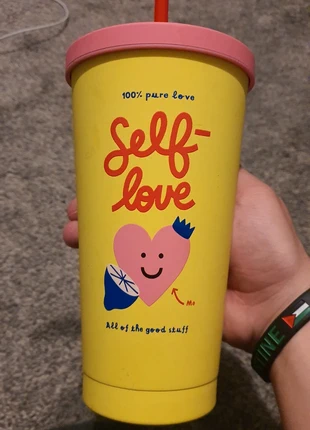 100% pure love
Self-
love
Me
All of the good stuff